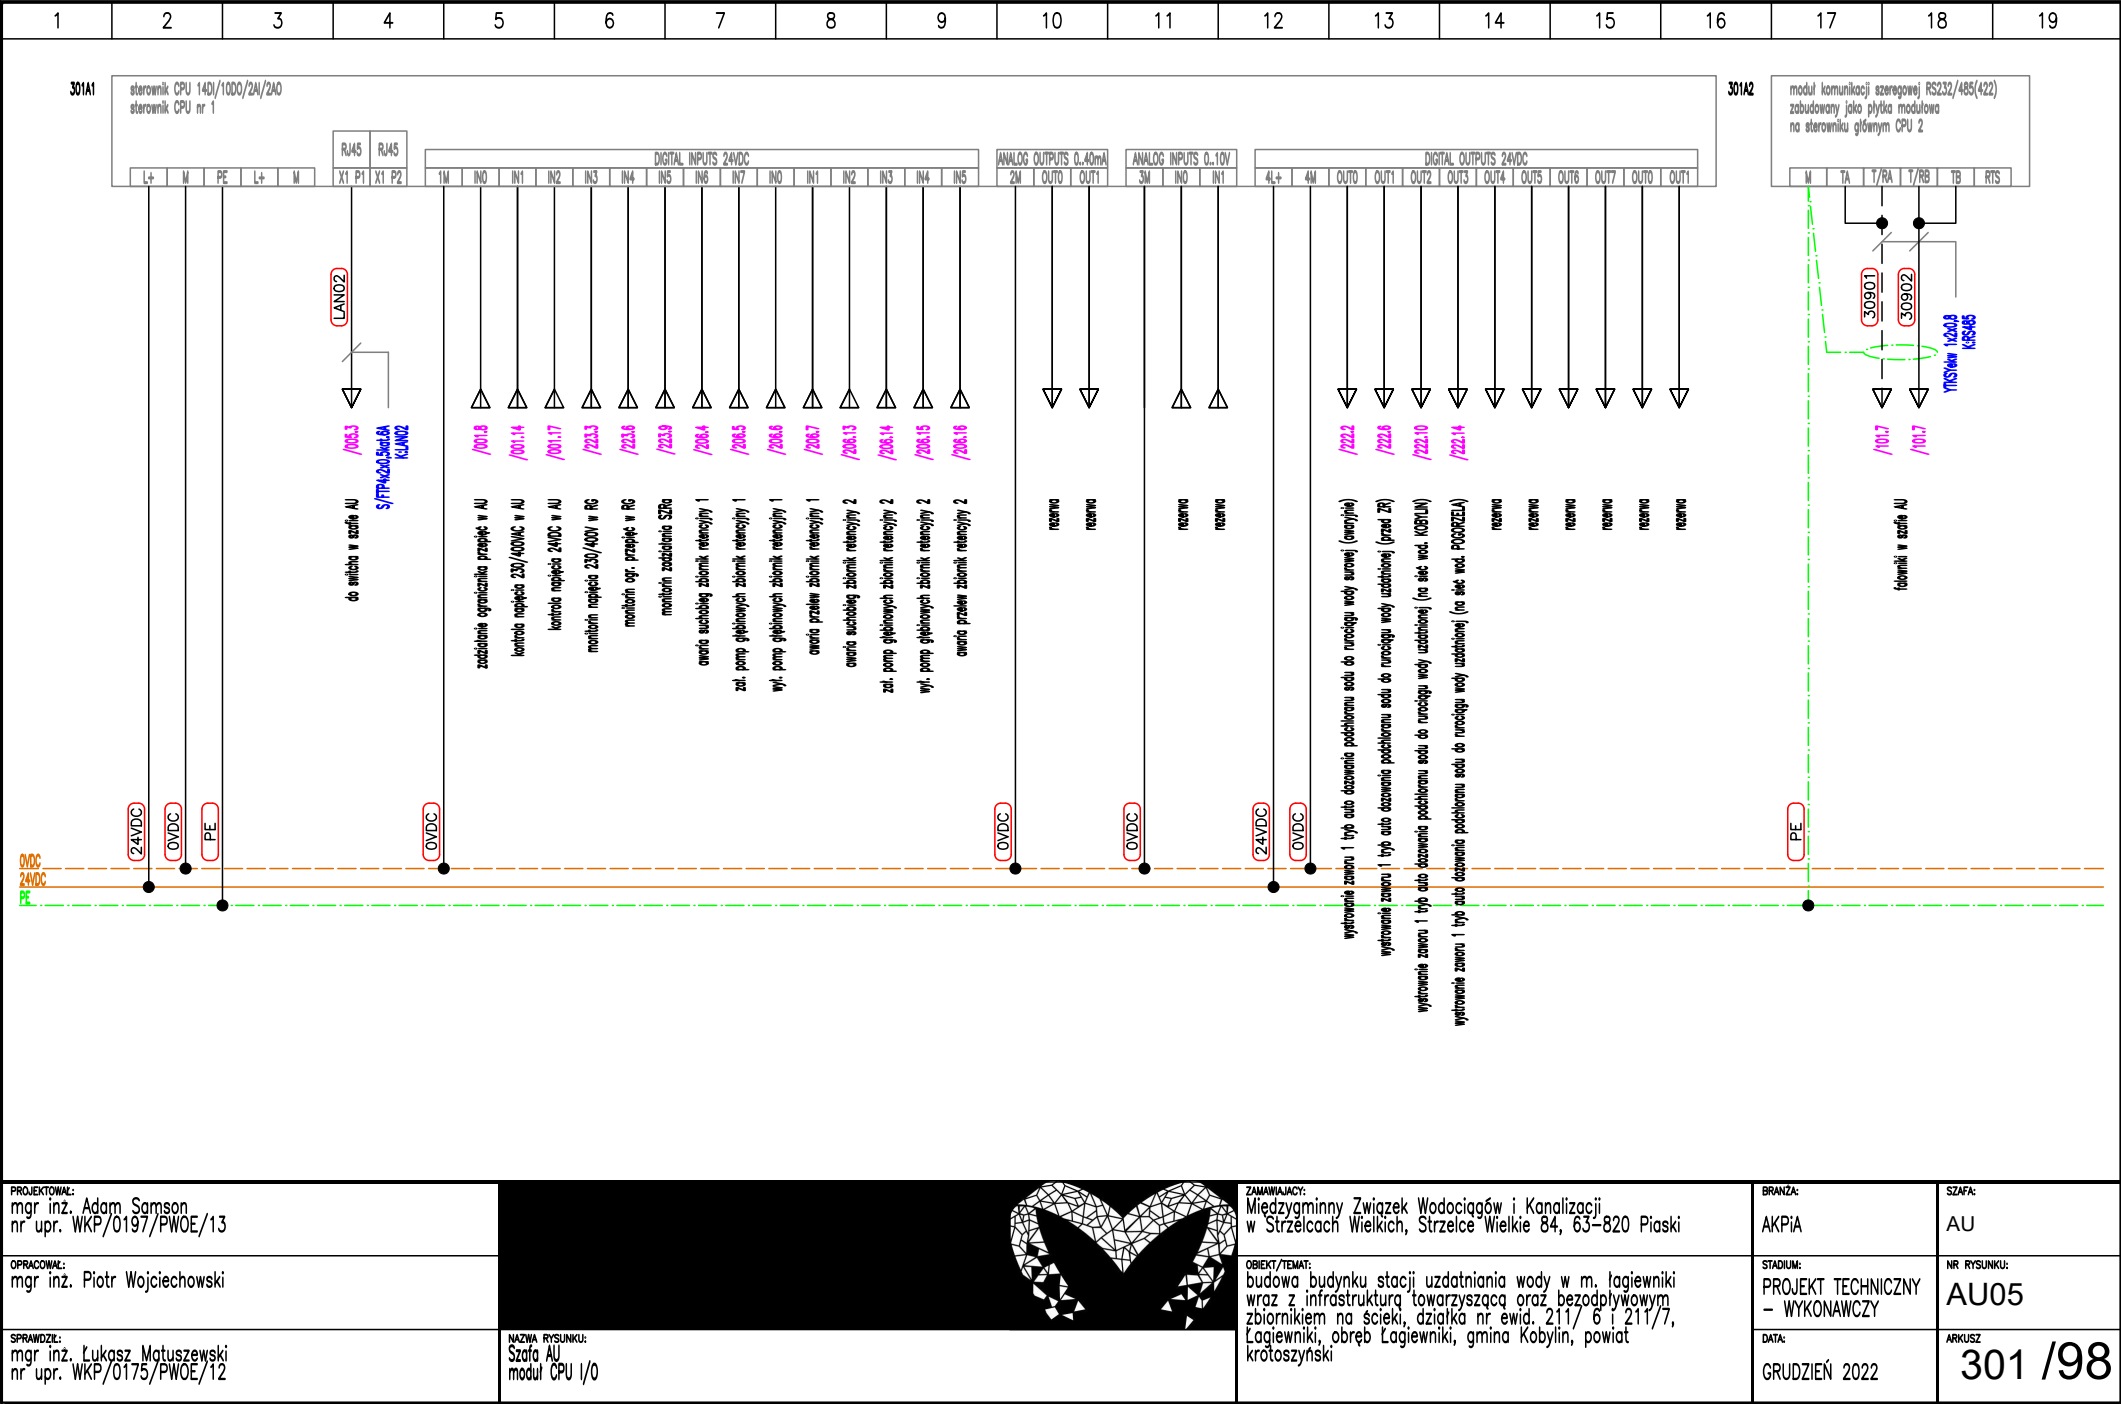 1 2 3 4 5 6 7 8 9 10 11 12 13 14 15 16 17 18 19
301A1
sterownik CPU 14DI/10DO/2AI/2AO
sterownik CPU nr 1
RJ45 RJ45
DIGITAL INPUTS 24VDC
ANALOG OUTPUTS 0..40mA
ANALOG INPUTS 0..10V
DIGITAL OUTPUTS 24VDC
L+ M PE L+ M
X1 P1 X1 P2
1M IN0 IN1 IN2 IN3 IN4 IN5 IN6 IN7 IN0 IN1 IN2 IN3 IN4 IN5
2M OUT0 OUT1
3M IN0 IN1
4L+ 4M OUT0 OUT1 OUT2 OUT3 OUT4 OUT5 OUT6 OUT7 OUT0 OUT1
301A2
moduł komunikacji szeregowej RS232/485(422)
zabudowany jako płytka modułowa
na sterowniku głównym CPU 2
M TA T/RA T/RB TB RTS
LAN02
/005.3
S/FTP4x2x0,5kat.6A
K:LAN02
do switcha w szafie AU
/001.8
zadziałanie ogranicznika przepięć w AU
/001.14
kontrola napięcia 230/400VAC w AU
/001.17
kontrola napięcia 24VDC w AU
/223.3
monitorin napięcia 230/400V w RG
/223.6
monitorin ogr. przepięć w RG
/223.9
monitorin zadziałania SZRa
/206.4
awaria suchobieg zbiornik retencyjny 1
/206.5
zał. pomp głębinowych zbiornik retencyjny 1
/206.6
wył. pomp głębinowych zbiornik retencyjny 1
/206.7
awaria przelew zbiornik retencyjny 1
/206.13
awaria suchobieg zbiornik retencyjny 2
/206.14
zał. pomp głębinowych zbiornik retencyjny 2
/206.15
wył. pomp głębinowych zbiornik retencyjny 2
/206.16
awaria przelew zbiornik retencyjny 2
rezerwa
rezerwa
rezerwa
rezerwa
/222.2
wystrowanie zaworu 1 tryb auto dozowania podchloranu sodu do rurociągu wody surowej (awaryjnie)
/222.6
wystrowanie zaworu 1 tryb auto dozowania podchloranu sodu do rurociągu wody uzdatnionej (przed ZR)
/222.10
wystrowanie zaworu 1 tryb auto dozowania podchloranu sodu do rurociągu wody uzdatnionej (na siec wod. KOBYLIN)
/222.14
wystrowanie zaworu 1 tryb auto dozowania podchloranu sodu do rurociągu wody uzdatnionej (na siec wod. POGORZELA)
rezerwa
rezerwa
rezerwa
rezerwa
rezerwa
rezerwa
30901
30902
YTKSYekw 1x2x0,8
K:RS485
/101.7
/101.7
falowniki w szafie AU
24VDC
0VDC
PE
0VDC
0VDC
0VDC
24VDC
0VDC
PE
0VDC
24VDC
PE
PROJEKTOWAŁ:
mgr inż. Adam Samson
nr upr. WKP/0197/PWOE/13
OPRACOWAŁ:
mgr inż. Piotr Wojciechowski
SPRAWDZIŁ:
mgr inż. Łukasz Matuszewski
nr upr. WKP/0175/PWOE/12
NAZWA RYSUNKU:
Szafa AU
moduł CPU I/0
ZAMAWIAJACY:
Międzygminny Związek Wodociągów i Kanalizacji
w Strzelcach Wielkich, Strzelce Wielkie 84, 63-820 Piaski
OBIEKT/TEMAT:
budowa budynku stacji uzdatniania wody w m. łagiewniki
wraz z infrastrukturą towarzyszącą oraz bezodpływowym
zbiornikiem na ścieki, działka nr ewid. 211/ 6 i 211/7,
Łagiewniki, obręb Łagiewniki, gmina Kobylin, powiat
krotoszyński
BRANŻA:
AKPiA
SZAFA:
AU
STADIUM:
PROJEKT TECHNICZNY
– WYKONAWCZY
NR RYSUNKU:
AU05
DATA:
GRUDZIEŃ 2022
ARKUSZ
301 /98